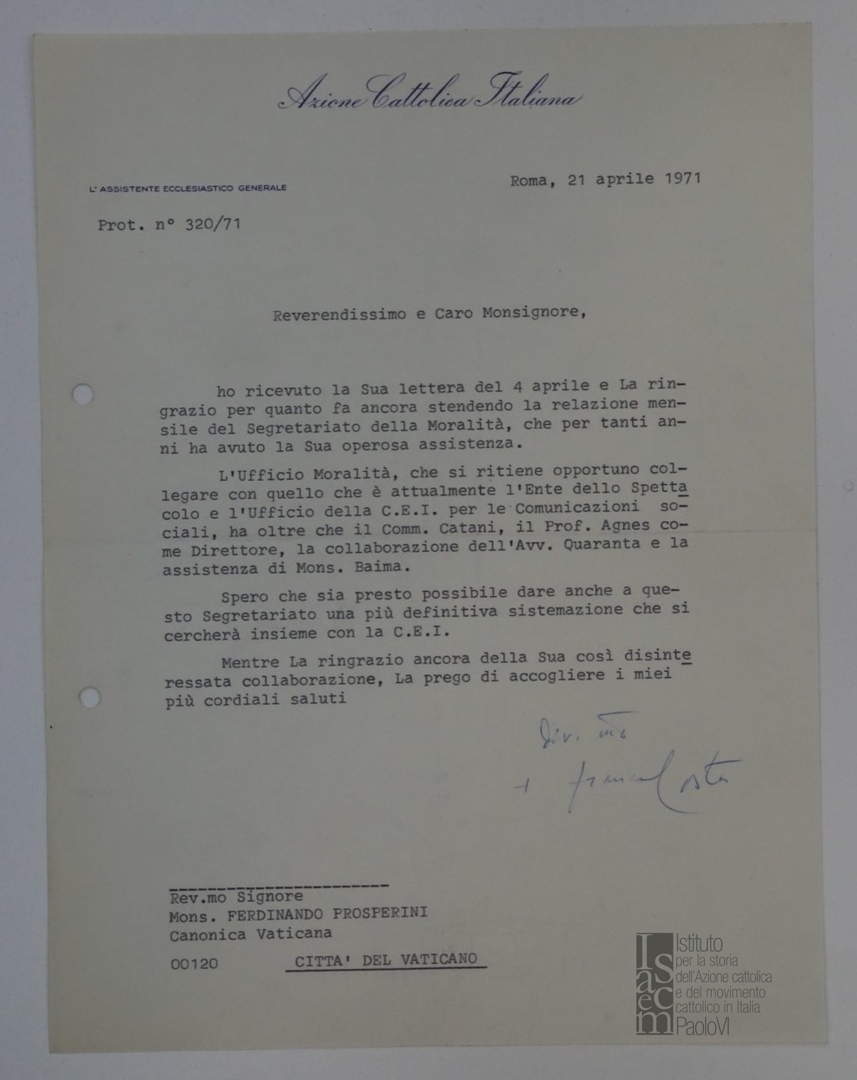 Azione Cattolica Italiana
L'ASSISTENTE ECCLESIASTICO GENERALE
Roma, 21 aprile 1971
Prot. n° 320/71
Reverendissimo e Caro Monsignore,
ho ricevuto la Sua lettera del 4 aprile e La rin-
grazio per quanto fa ancora stendendo la relazione men-
sile del Segretariato della Moralità, che per tanti an-
ni ha avuto la Sua operosa assistenza.
L'Ufficio Moralità, che si ritiene opportuno col-
legare con quello che è attualmente l'Ente dello Spetta
colo e l'Ufficio della C.E.I. per le Comunicazioni so-
ciali, ha oltre che il Comm. Catani, il Prof. Agnes co-
me Direttore, la collaborazione dell'Avv. Quaranta e la
assistenza di Mons. Baima.
Spero che sia presto possibile dare anche a que-
sto Segretariato una più definitiva sistemazione che si
cercherà insieme con la C.E.I.
Mentre La ringrazio ancora della Sua così disinte
ressata collaborazione, La prego di accogliere i miei
più cordiali saluti
+ Franco Costa
Rev.mo Signore
Mons. FERDINANDO PROSPERINI
Canonica Vaticana
00120 CITTA' DEL VATICANO
Isacem
Istituto
per la storia
dell'Azione cattolica
e del movimento
cattolico in Italia
PaoloVI